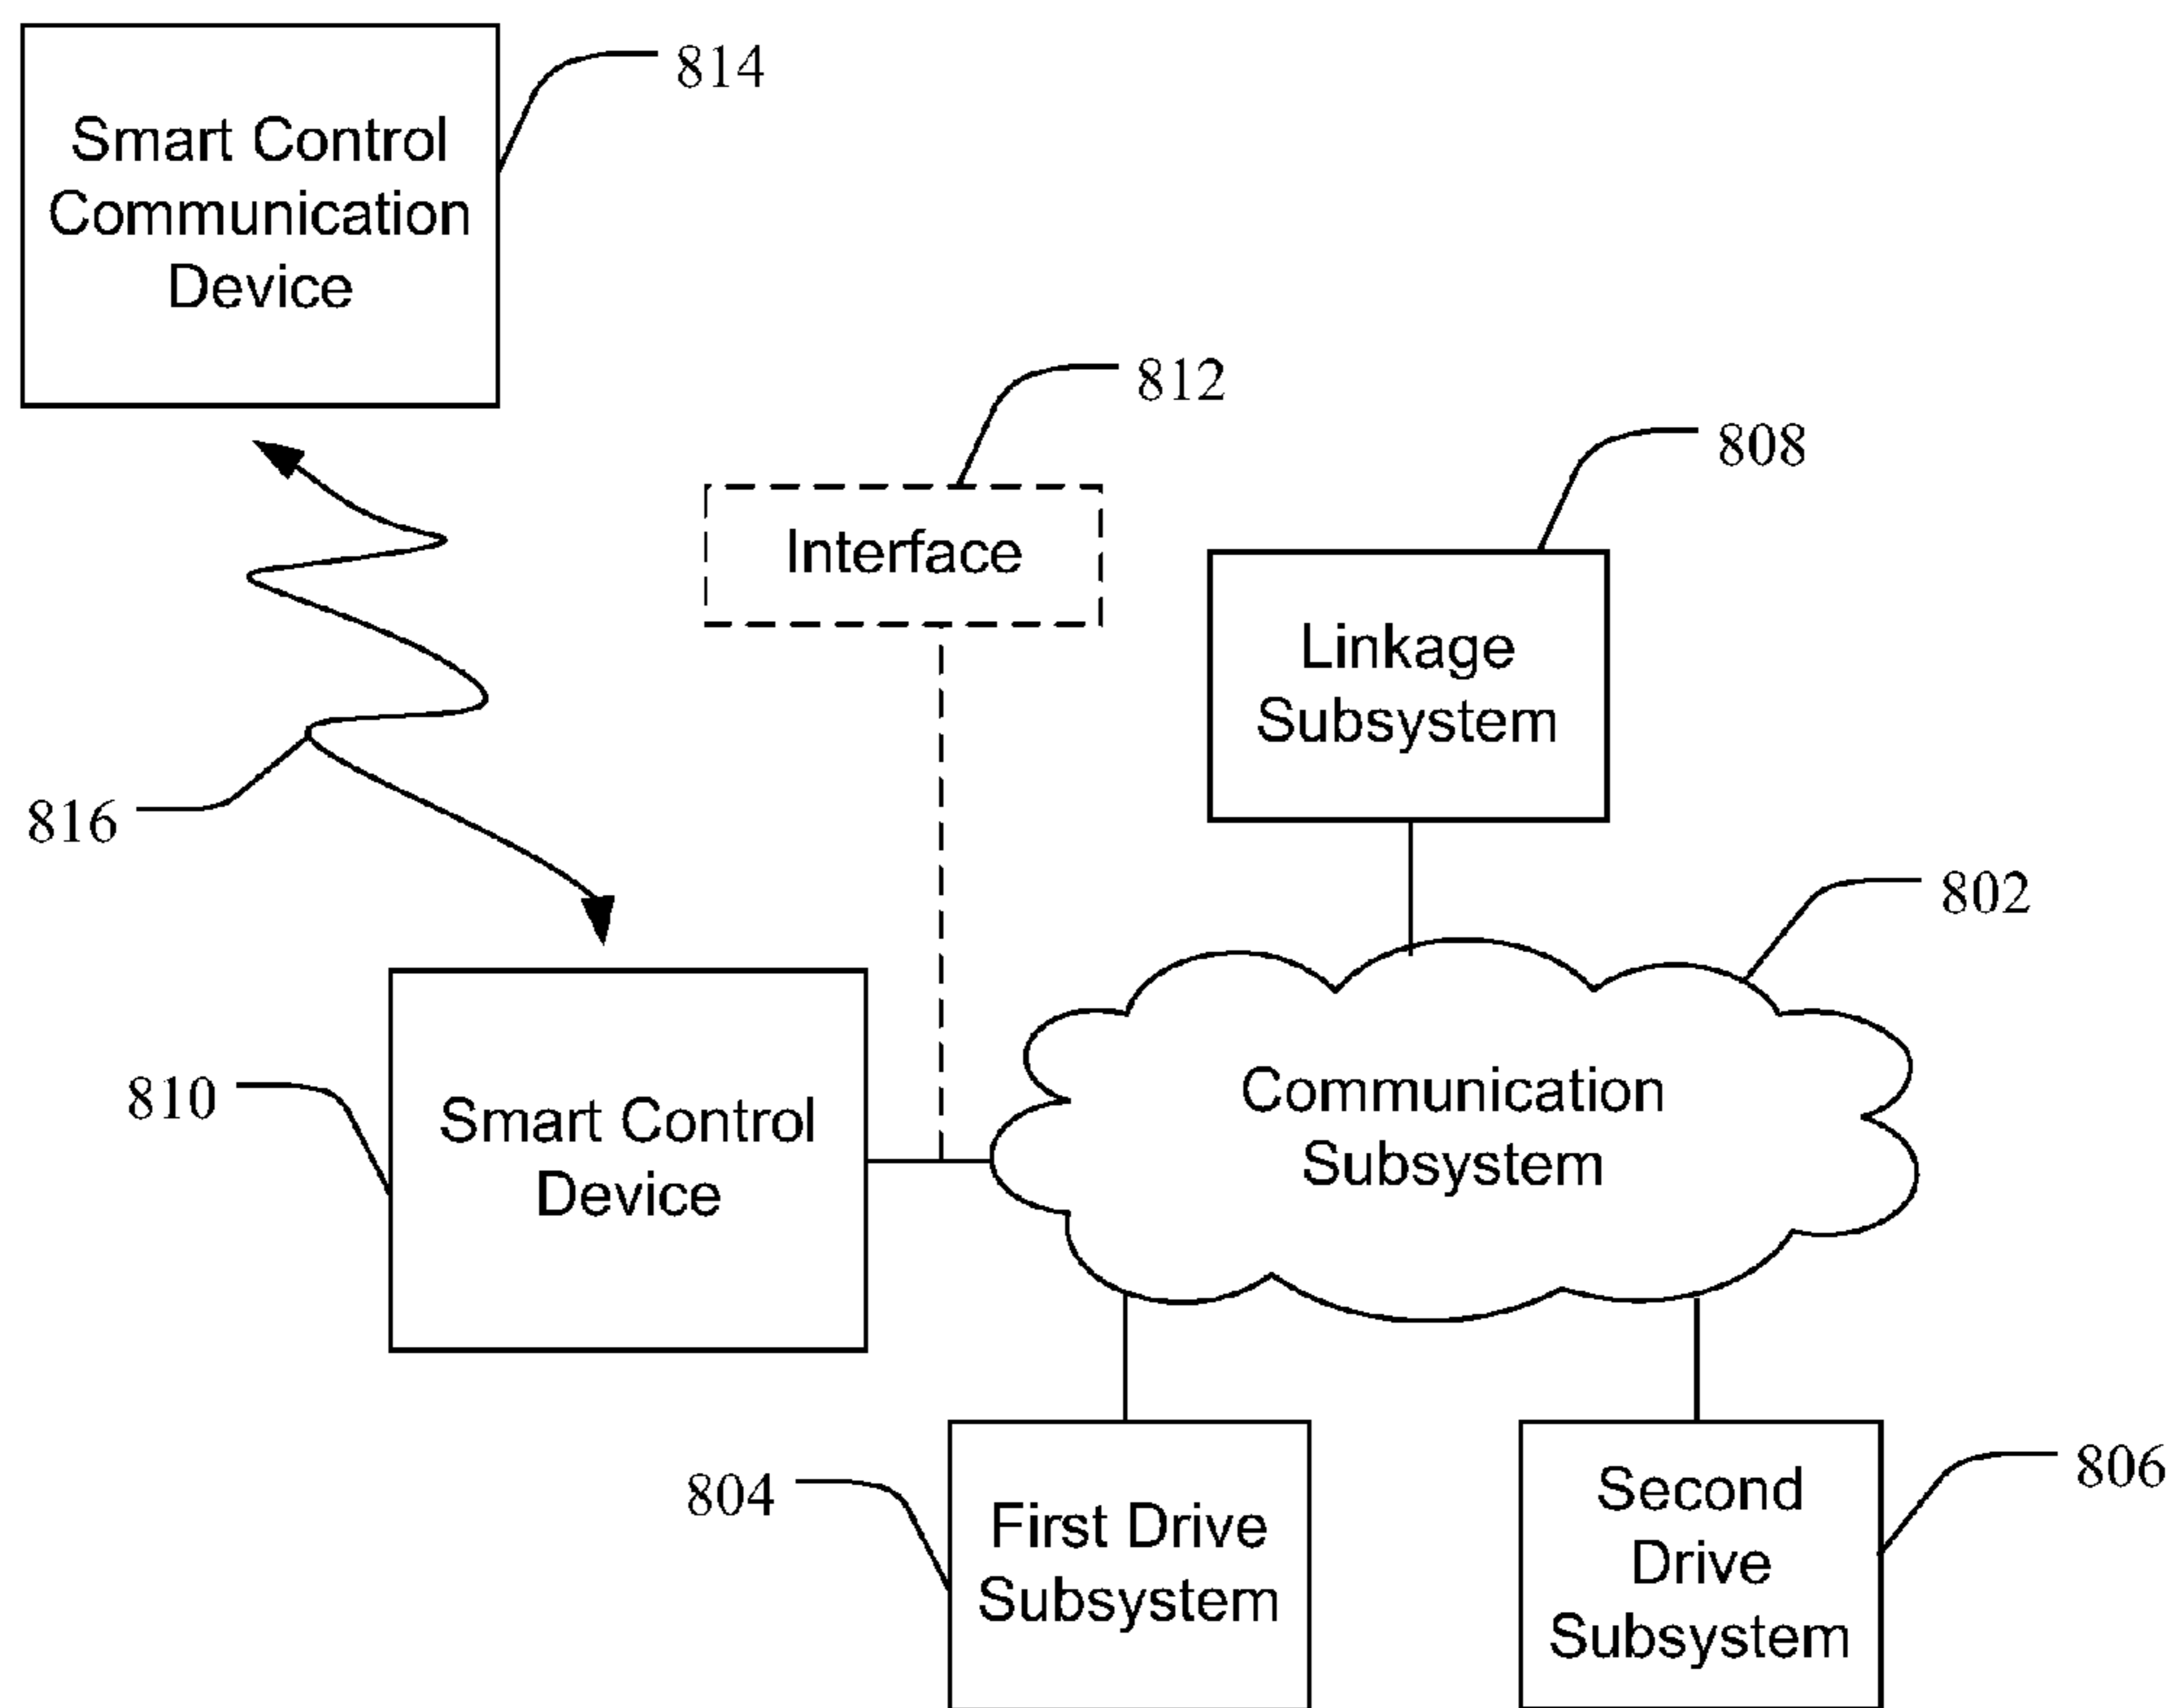 814
Smart Control
Communication
Device
812
Interface
808
Linkage
Subsystem
816
802
Communication
Subsystem
810
Smart Control
Device
804
First Drive
Subsystem
806
Second
Drive
Subsystem